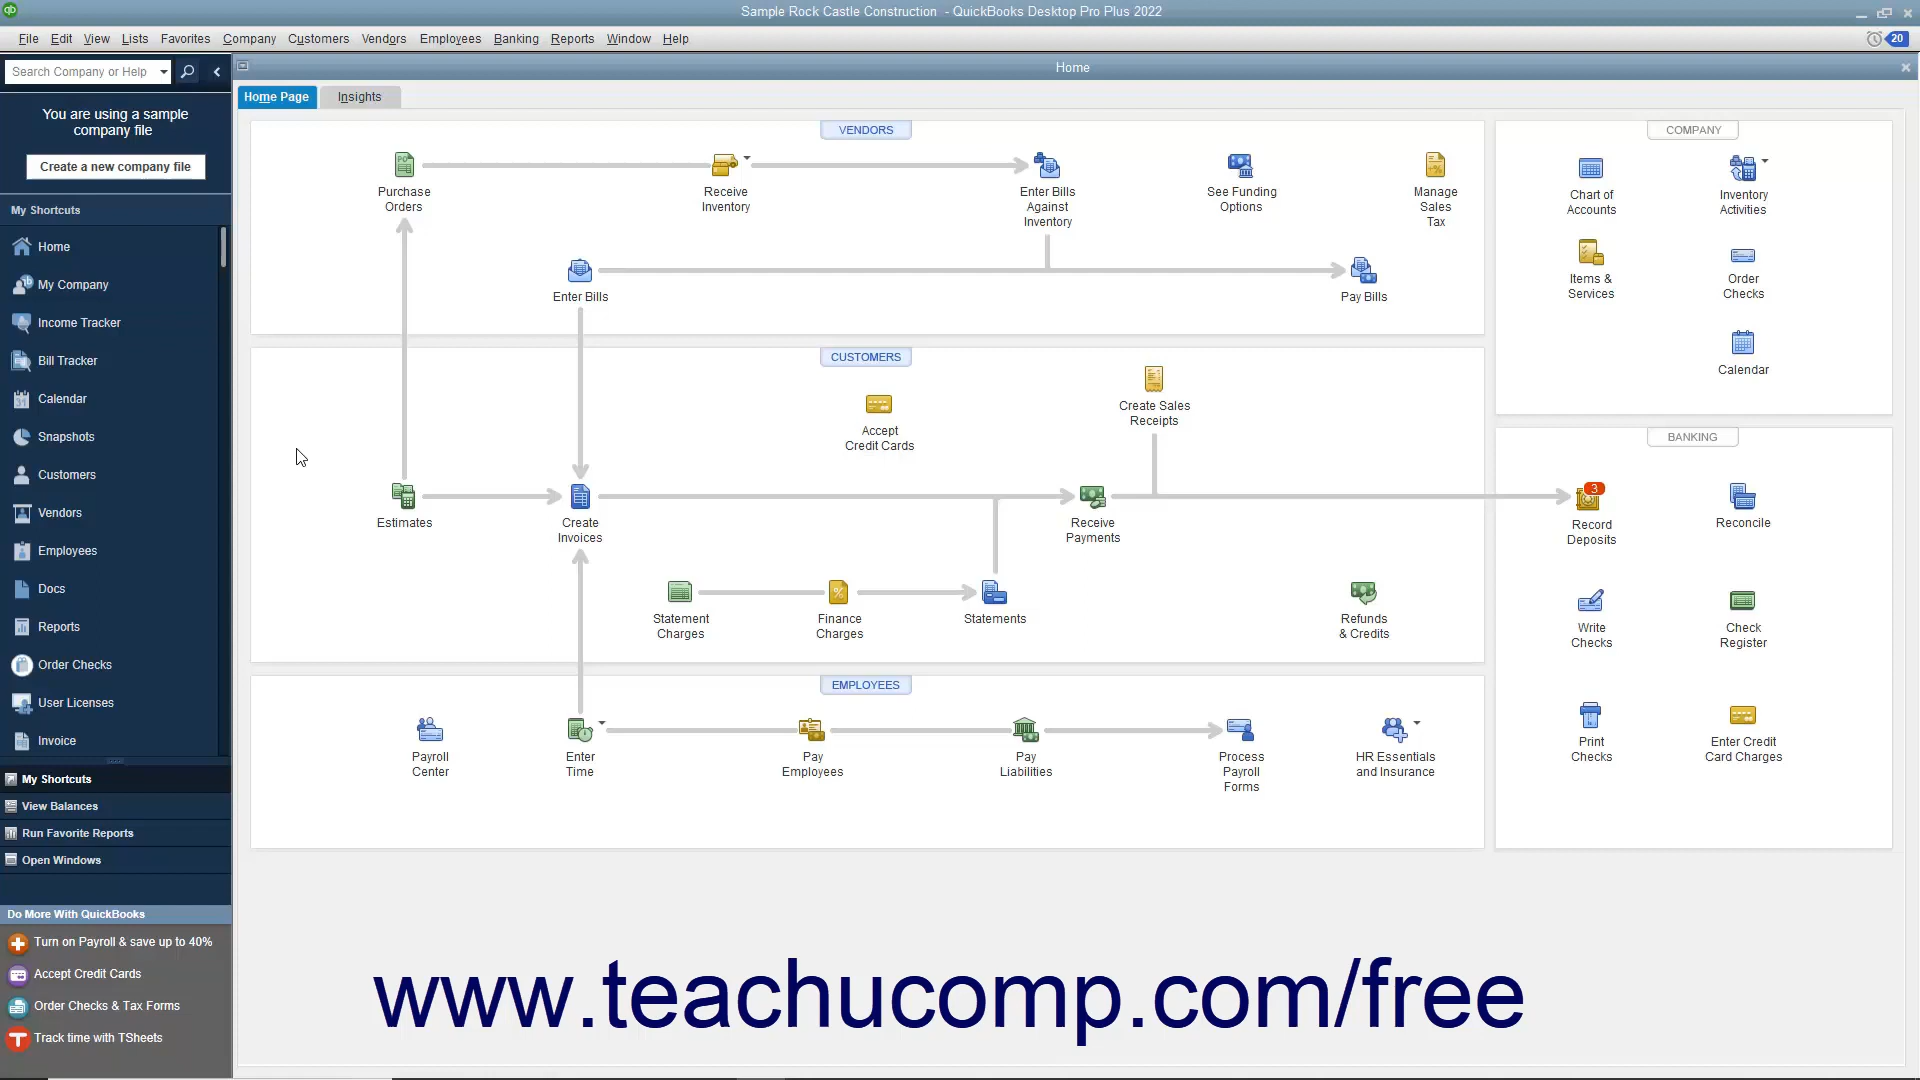 Sample Rock Castle Construction - QuickBooks Desktop Pro Plus 2022
File Edit View Lists Favorites Company Customers Vendors Employees Banking Reports Window Help
20
Search Company or Help
Home
Home Page
Insights
You are using a sample
company file
Create a new company file
My Shortcuts
Home
My Company
Income Tracker
Bill Tracker
Calendar
Snapshots
Customers
Vendors
Employees
Docs
Reports
Order Checks
User Licenses
Invoice
My Shortcuts
View Balances
Run Favorite Reports
Open Windows
Do More With QuickBooks
Turn on Payroll & save up to 40%
Accept Credit Cards
Order Checks & Tax Forms
Track time with TSheets
VENDORS
Purchase
Orders
Receive
Inventory
Enter Bills
Against
Inventory
See Funding
Options
Manage
Sales
Tax
Enter Bills
Pay Bills
CUSTOMERS
Accept
Credit Cards
Create Sales
Receipts
Estimates
Create
Invoices
Receive
Payments
Statement
Charges
Finance
Charges
Statements
Refunds
& Credits
EMPLOYEES
Payroll
Center
Enter
Time
Pay
Employees
Pay
Liabilities
Process
Payroll
Forms
HR Essentials
and Insurance
COMPANY
Chart of
Accounts
Inventory
Activities
Items &
Services
Order
Checks
Calendar
BANKING
3
Record
Deposits
Reconcile
Write
Checks
Check
Register
Print
Checks
Enter Credit
Card Charges
www.teachucomp.com/free